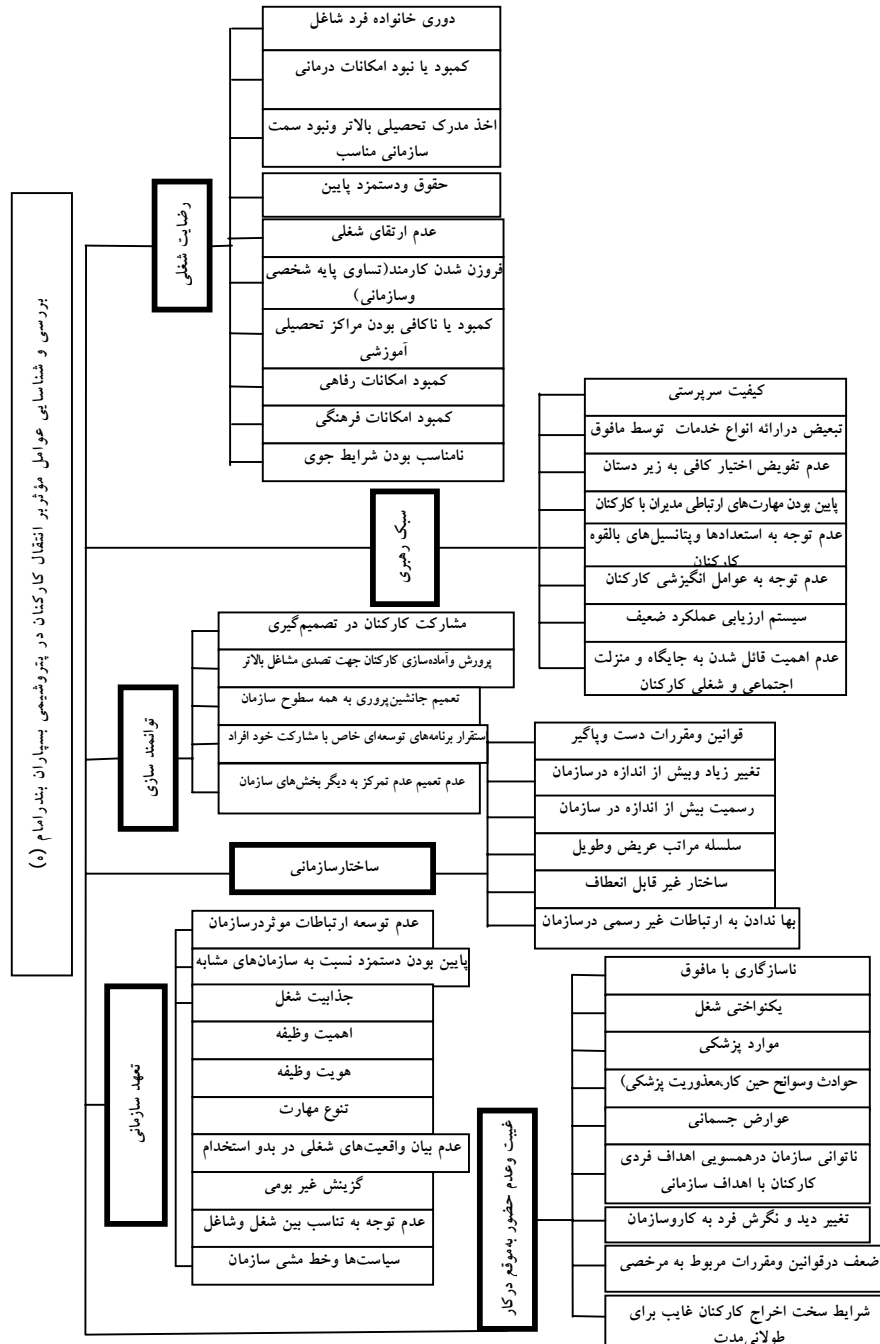 بررسی و شناسایی عوامل مؤثربر انتقال کارکنان در پتروشیمی بسپاران بندرامام (ه)
رضایت شغلی
دوری خانواده فرد شاغل
کمبود یا نبود امکانات درمانی
اخذ مدرک تحصیلی بالاتر ونبود سمت
سازمانی مناسب
حقوق ودستمزد پایین
عدم ارتقای شغلی
فروزن شدن کارمند(تساوی پایه شخصی
وسازمانی)
کمبود یا ناکافی بودن مراکز تحصیلی
آموزشی
کمبود امکانات رفاهی
کمبود امکانات فرهنگی
نامناسب بودن شرایط جوی
سبک رهبری
کیفیت سرپرستی
تبعیض درارائه انواع خدمات توسط مافوق
عدم تفویض اختیار کافی به زیر دستان
پایین بودن مهارت‌های ارتباطی مدیران با کارکنان
عدم توجه به استعدادها وپتانسیل‌های بالقوه
کارکنان
عدم توجه به عوامل انگیزشی کارکنان
سیستم ارزیابی عملکرد ضعیف
عدم اهمیت قائل شدن به جایگاه و منزلت
اجتماعی و شغلی کارکنان
توانمند سازی
مشارکت کارکنان در تصمیم‌گیری
پرورش وآماده‌سازی کارکنان جهت تصدی مشاغل بالاتر
تعمیم جانشین‌پروری به همه سطوح سازمان
استقرار برنامه‌های توسعه‌ای خاص با مشارکت خود افراد
عدم تعمیم عدم تمرکز به دیگر بخش‌های سازمان
ساختارسازمانی
قوانین ومقررات دست وپاگیر
تغییر زیاد وبیش از اندازه درسازمان
رسمیت بیش از اندازه در سازمان
سلسله مراتب عریض وطویل
ساختار غیر قابل انعطاف
بها ندادن به ارتباطات غیر رسمی درسازمان
تعهد سازمانی
عدم توسعه ارتباطات موثردرسازمان
پایین بودن دستمزد نسبت به سازمان‌های مشابه
جذابیت شغل
اهمیت وظیفه
هویت وظیفه
تنوع مهارت
عدم بیان واقعیت‌های شغلی در بدو استخدام
گزینش غیر بومی
عدم توجه به تناسب بین شغل وشاغل
سیاست‌ها وخط مشی سازمان
غیبت وعدم حضور به‌موقع درکار
ناسازگاری با مافوق
یکنواختی شغل
موارد پزشکی
حوادث وسوانح حین کار،معذوریت پزشکی)
عوارض جسمانی
ناتوانی سازمان درهمسویی اهداف فردی
کارکنان با اهداف سازمانی
تغییر دید و نگرش فرد به کاروسازمان
ضعف درقوانین ومقررات مربوط به مرخصی
شرایط سخت اخراج کارکنان غایب برای
طولانی‌مدت